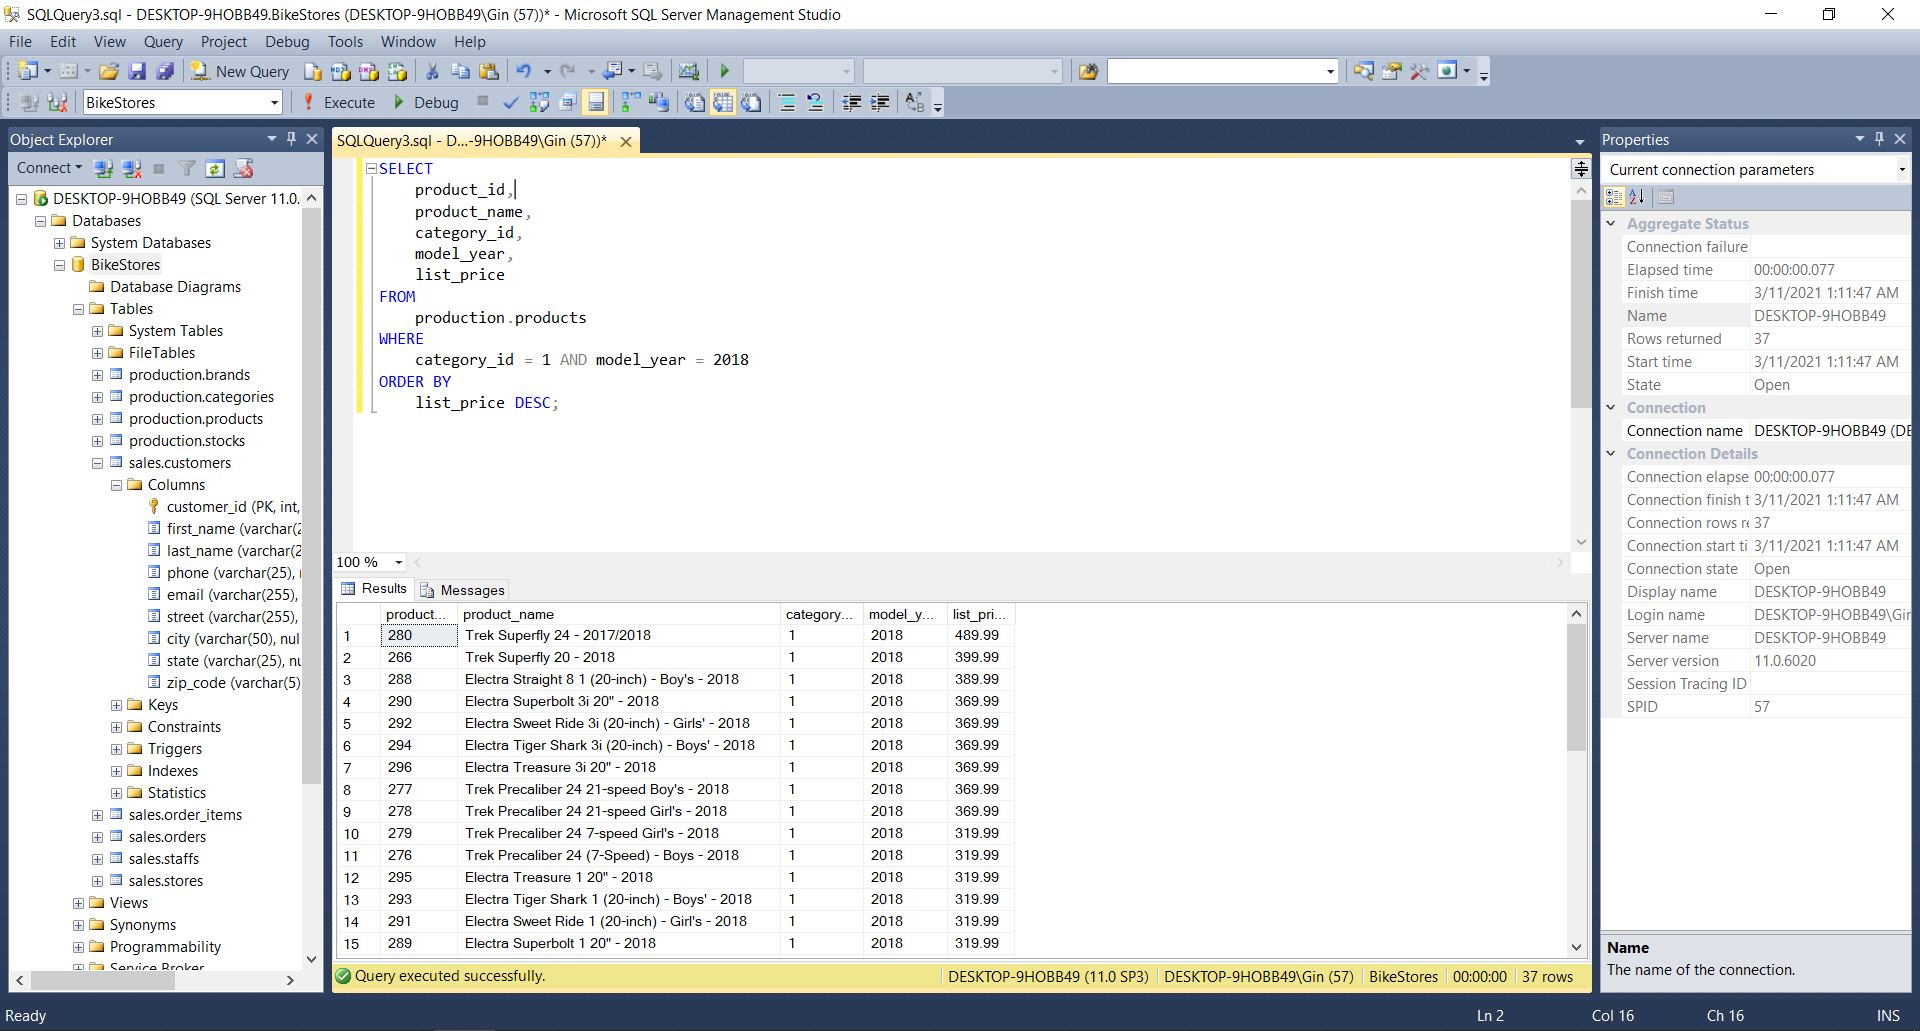 SQLQuery3.sql - DESKTOP-9HOBB49.BikeStores (DESKTOP-9HOBB49\Gin (57))* - Microsoft SQL Server Management Studio
File Edit View Query Project Debug Tools Window Help
New Query
BikeStores Execute Debug
Object Explorer
Connect
DESKTOP-9HOBB49 (SQL Server 11.0.
Databases
System Databases
BikeStores
Database Diagrams
Tables
System Tables
FileTables
production.brands
production.categories
production.products
production.stocks
sales.customers
Columns
customer_id (PK, int,
first_name (varchar(2
last_name (varchar(2
phone (varchar(25),
email (varchar(255),
street (varchar(255),
city (varchar(50), nul
state (varchar(25), nu
zip_code (varchar(5)
Keys
Constraints
Triggers
Indexes
Statistics
sales.order_items
sales.orders
sales.staffs
sales.stores
Views
Synonyms
Programmability
Service Broker
SQLQuery3.sql - D...-9HOBB49\Gin (57))*
SELECT
product_id,
product_name,
category_id,
model_year,
list_price
FROM
production.products
WHERE
category_id = 1 AND model_year = 2018
ORDER BY
list_price DESC;
100 %
Results Messages
product... product_name category... model_y... list_pri...
1 280 Trek Superfly 24 - 2017/2018 1 2018 489.99
2 266 Trek Superfly 20 - 2018 1 2018 399.99
3 288 Electra Straight 8 1 (20-inch) - Boy's - 2018 1 2018 389.99
4 290 Electra Superbolt 3i 20" - 2018 1 2018 369.99
5 292 Electra Sweet Ride 3i (20-inch) - Girls' - 2018 1 2018 369.99
6 294 Electra Tiger Shark 3i (20-inch) - Boys' - 2018 1 2018 369.99
7 296 Electra Treasure 3i 20" - 2018 1 2018 369.99
8 277 Trek Precaliber 24 21-speed Boy's - 2018 1 2018 369.99
9 278 Trek Precaliber 24 21-speed Girl's - 2018 1 2018 369.99
10 279 Trek Precaliber 24 7-speed Girl's - 2018 1 2018 319.99
11 276 Trek Precaliber 24 (7-Speed) - Boys - 2018 1 2018 319.99
12 295 Electra Treasure 1 20" - 2018 1 2018 319.99
13 293 Electra Tiger Shark 1 (20-inch) - Boys' - 2018 1 2018 319.99
14 291 Electra Sweet Ride 1 (20-inch) - Girl's - 2018 1 2018 319.99
15 289 Electra Superbolt 1 20" - 2018 1 2018 319.99
Query executed successfully. DESKTOP-9HOBB49 (11.0 SP3) DESKTOP-9HOBB49\Gin (57) BikeStores 00:00:00 37 rows
Properties
Current connection parameters
Aggregate Status
Connection failure
Elapsed time 00:00:00.077
Finish time 3/11/2021 1:11:47 AM
Name DESKTOP-9HOBB49
Rows returned 37
Start time 3/11/2021 1:11:47 AM
State Open
Connection
Connection name DESKTOP-9HOBB49 (DE
Connection Details
Connection elapse 00:00:00.077
Connection finish t 3/11/2021 1:11:47 AM
Connection rows re 37
Connection start ti 3/11/2021 1:11:47 AM
Connection state Open
Display name DESKTOP-9HOBB49
Login name DESKTOP-9HOBB49\Gin
Server name DESKTOP-9HOBB49
Server version 11.0.6020
Session Tracing ID
SPID 57
Name
The name of the connection.
Ready Ln 2 Col 16 Ch 16 INS